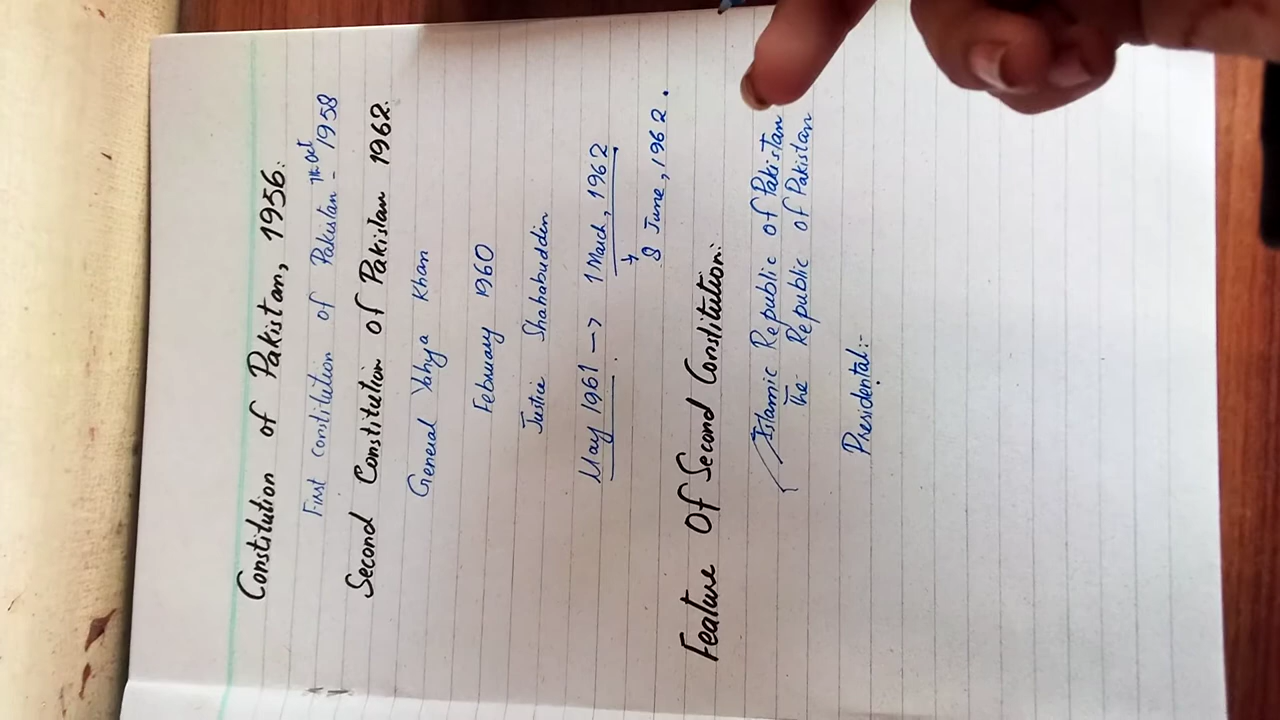 Constitution of Pakistan, 1956:
7th Oct
First constitution of Pakistan - 1958
Second Constitution of Pakistan 1962:
General Yahya Khan
February 1960
Justice Shahabuddin
May 1961 -> 1 March, 1962
8 June, 1962.
Feature Of Second Constitution:
Islamic Republic of Pakistan
The Republic of Pakistan
Presidental:-